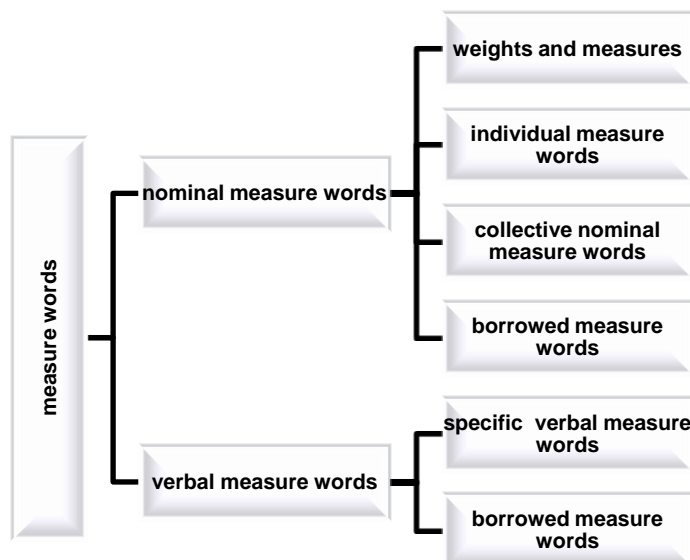 measure words
nominal measure words
weights and measures
individual measure
words
collective nominal
measure words
borrowed measure
words
verbal measure words
specific verbal measure
words
borrowed measure
words